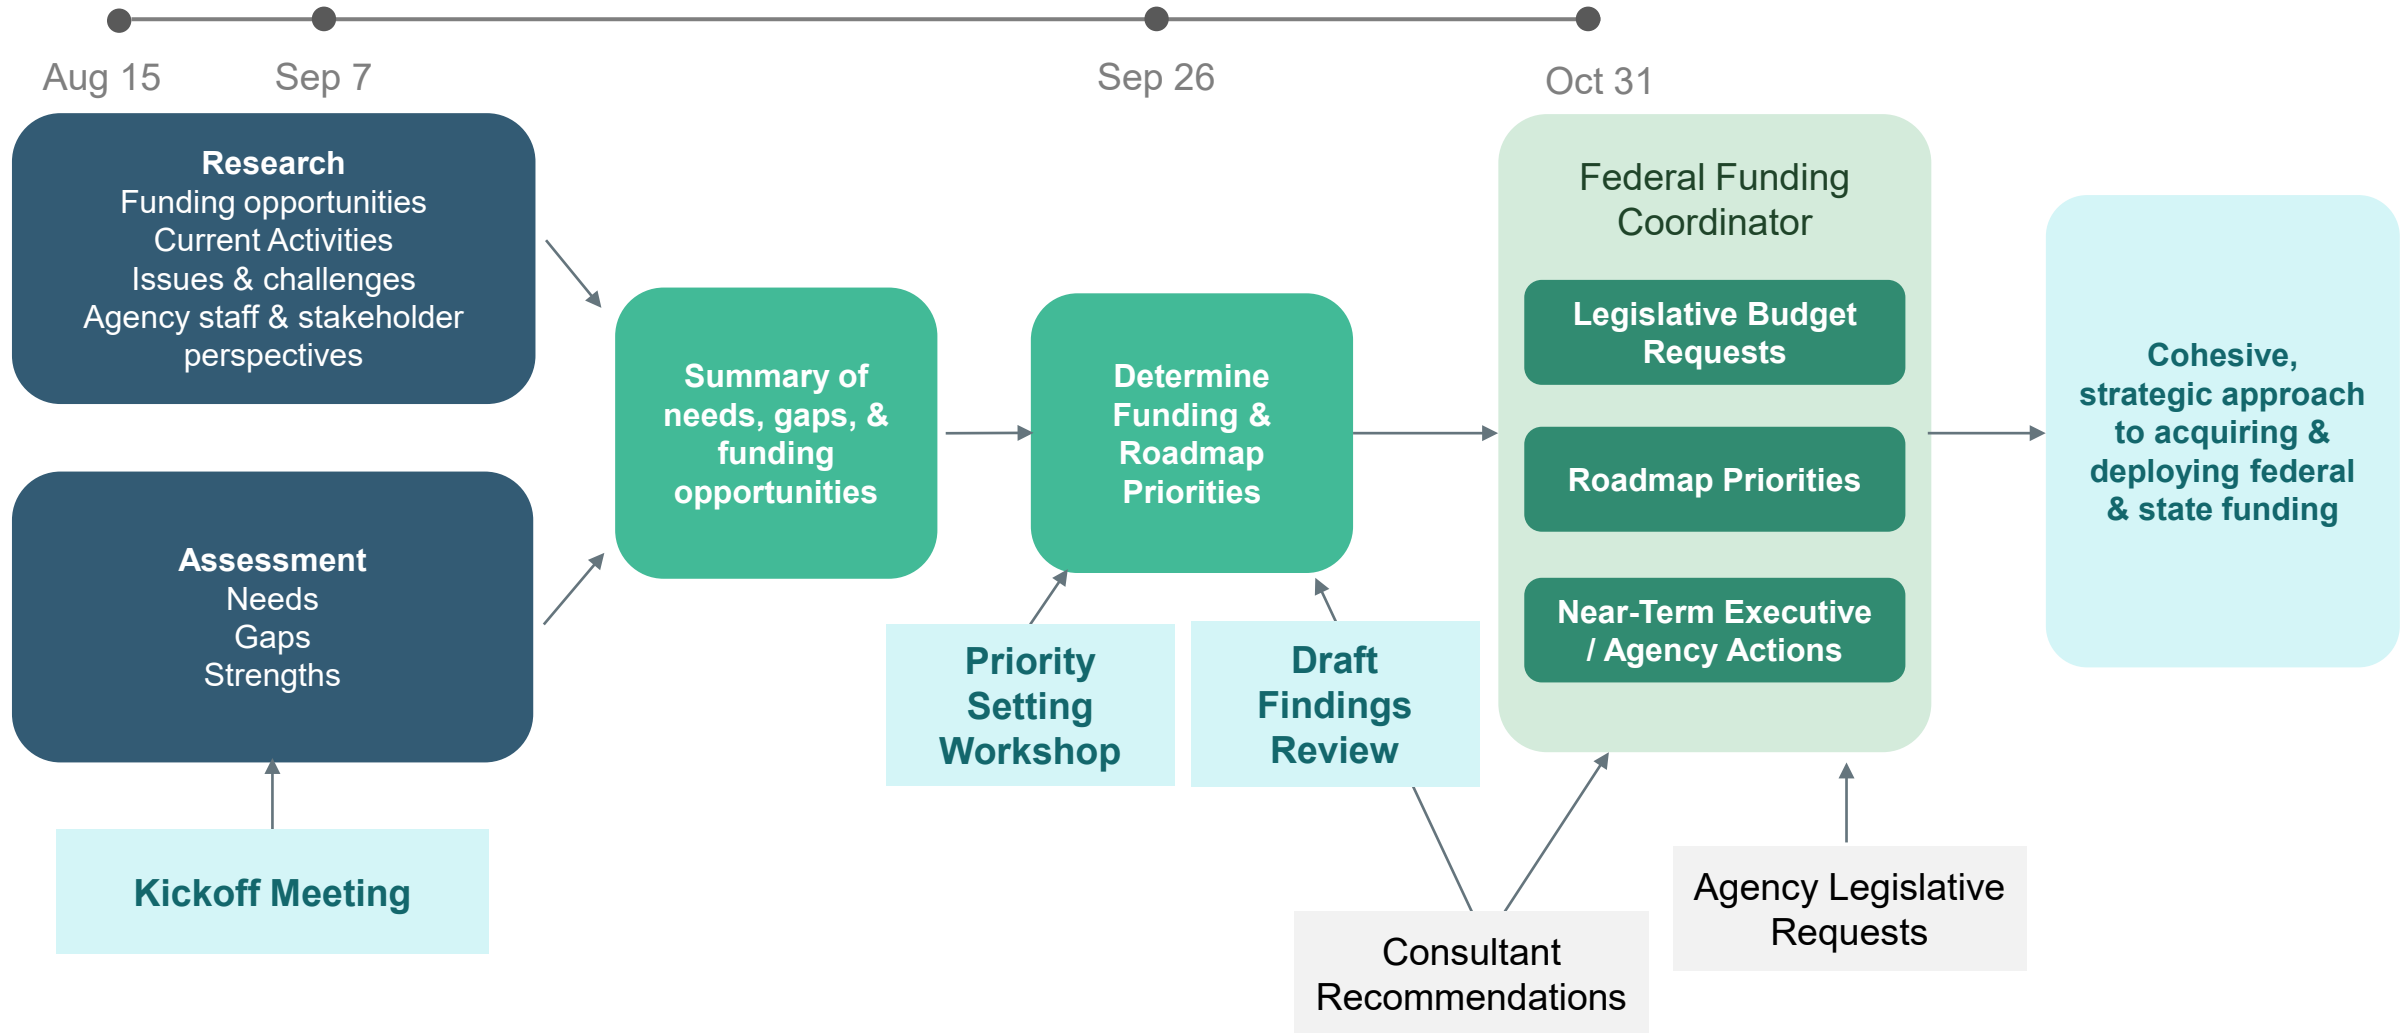 Aug 15
Sep 7
Sep 26
Oct 31
Research
Funding opportunities
Current Activities
Issues & challenges
Agency staff & stakeholder
perspectives
Assessment
Needs
Gaps
Strengths
Kickoff Meeting
Summary of
needs, gaps, &
funding
opportunities
Determine
Funding &
Roadmap
Priorities
Priority
Setting
Workshop
Draft
Findings
Review
Federal Funding
Coordinator
Legislative Budget
Requests
Roadmap Priorities
Near-Term Executive
/ Agency Actions
Consultant
Recommendations
Agency Legislative
Requests
Cohesive,
strategic approach
to acquiring &
deploying federal
& state funding